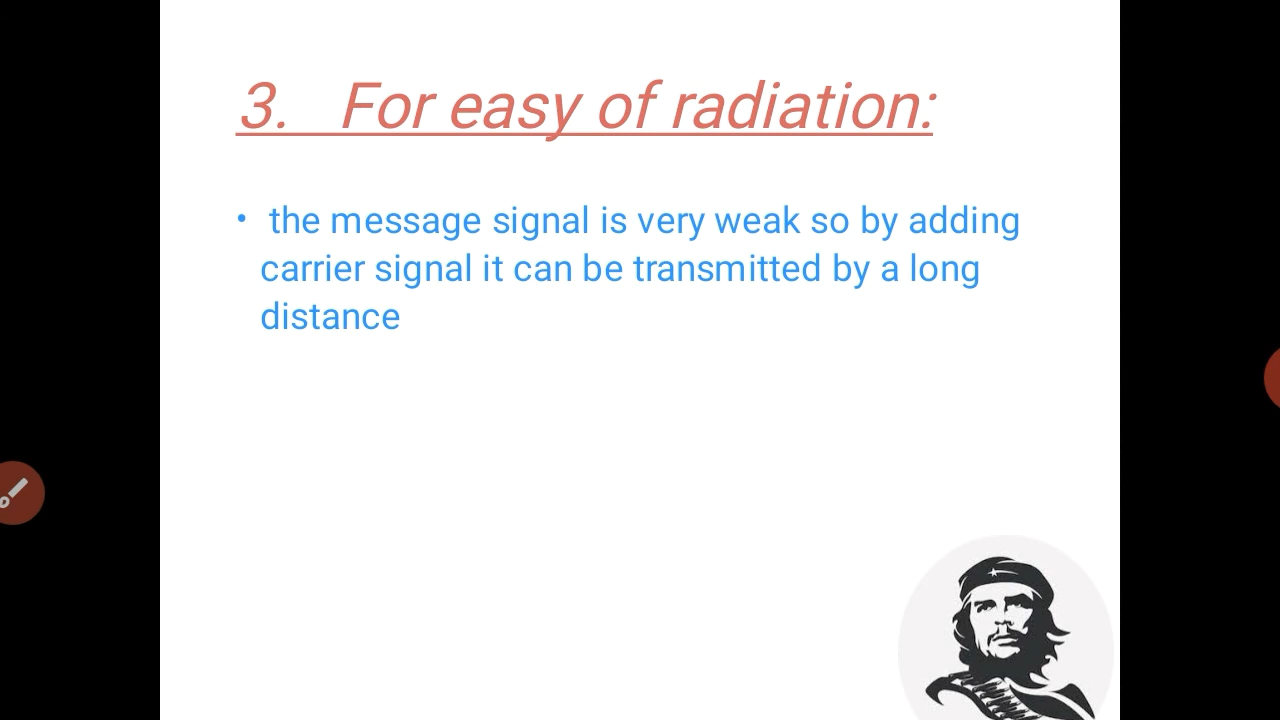 3. For easy of radiation:
• the message signal is very weak so by adding
carrier signal it can be transmitted by a long
distance